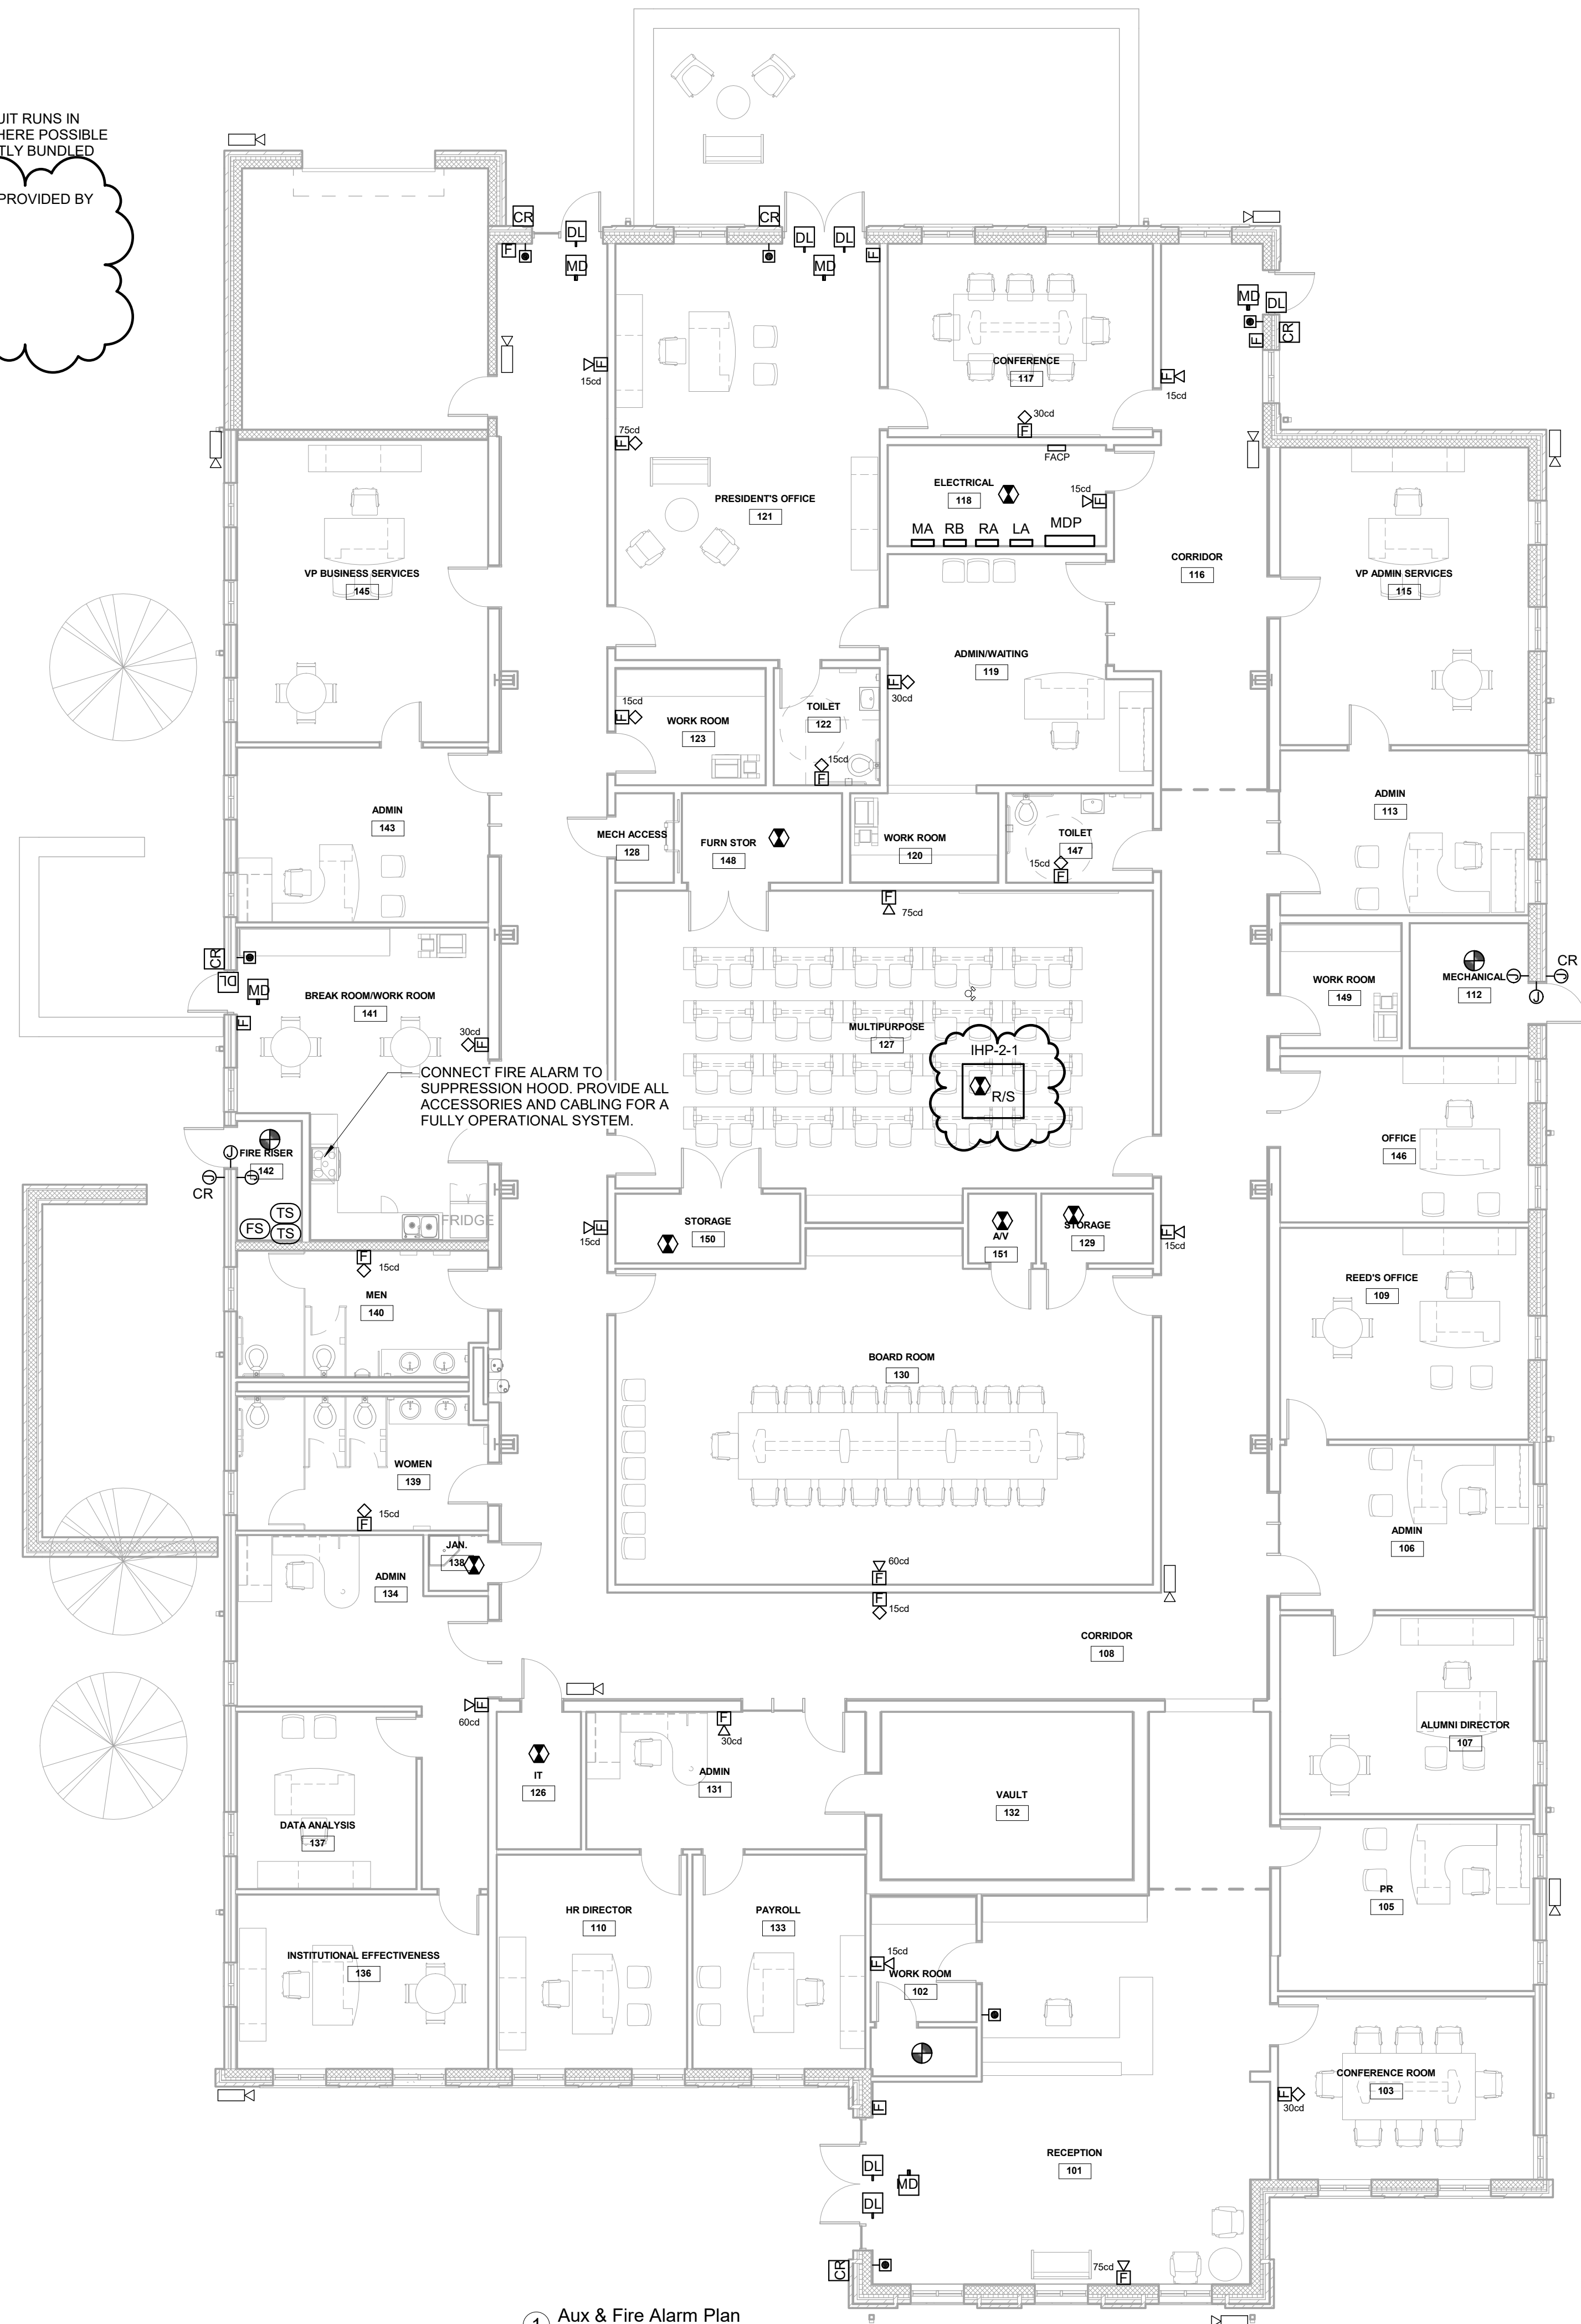 UIT RUNS IN
HERE POSSIBLE
TLY BUNDLED
PROVIDED BY
CR
DL
F
MD
CR
DL
DL
MD
F
MD
DL
F
CR
F
15cd
75cd
F
CONFERENCE
117
30cd
F
F
15cd
FACP
ELECTRICAL
118
15cd
F
MA
RB
RA
LA
MDP
PRESIDENT'S OFFICE
121
VP BUSINESS SERVICES
145
CORRIDOR
116
VP ADMIN SERVICES
115
ADMIN/WAITING
119
F
30cd
15cd
F
WORK ROOM
123
TOILET
122
15cd
F
ADMIN
143
MECH ACCESS
128
FURN STOR
148
WORK ROOM
120
TOILET
147
15cd
F
ADMIN
113
F
75cd
CR
DL
MD
F
BREAK ROOM/WORK ROOM
141
30cd
F
MULTIPURPOSE
127
IHP-2-1
R/S
WORK ROOM
149
MECHANICAL
112
J
J
J
CR
CONNECT FIRE ALARM TO
SUPPRESSION HOOD. PROVIDE ALL
ACCESSORIES AND CABLING FOR A
FULLY OPERATIONAL SYSTEM.
FIRE RISER
142
J
J
J
CR
TS
FS
TS
FRIDGE
OFFICE
146
F
15cd
STORAGE
150
A/V
151
STORAGE
129
F
15cd
F
15cd
MEN
140
REED'S OFFICE
109
BOARD ROOM
130
WOMEN
139
15cd
F
ADMIN
106
JAN.
138
ADMIN
134
60cd
F
F
15cd
CORRIDOR
108
F
60cd
F
30cd
IT
126
ADMIN
131
VAULT
132
ALUMNI DIRECTOR
107
DATA ANALYSIS
137
PR
105
HR DIRECTOR
110
PAYROLL
133
INSTITUTIONAL EFFECTIVENESS
136
15cd
F
WORK ROOM
102
CONFERENCE ROOM
103
F
30cd
F
RECEPTION
101
DL
MD
DL
CR
75cd
F
1
Aux & Fire Alarm Plan